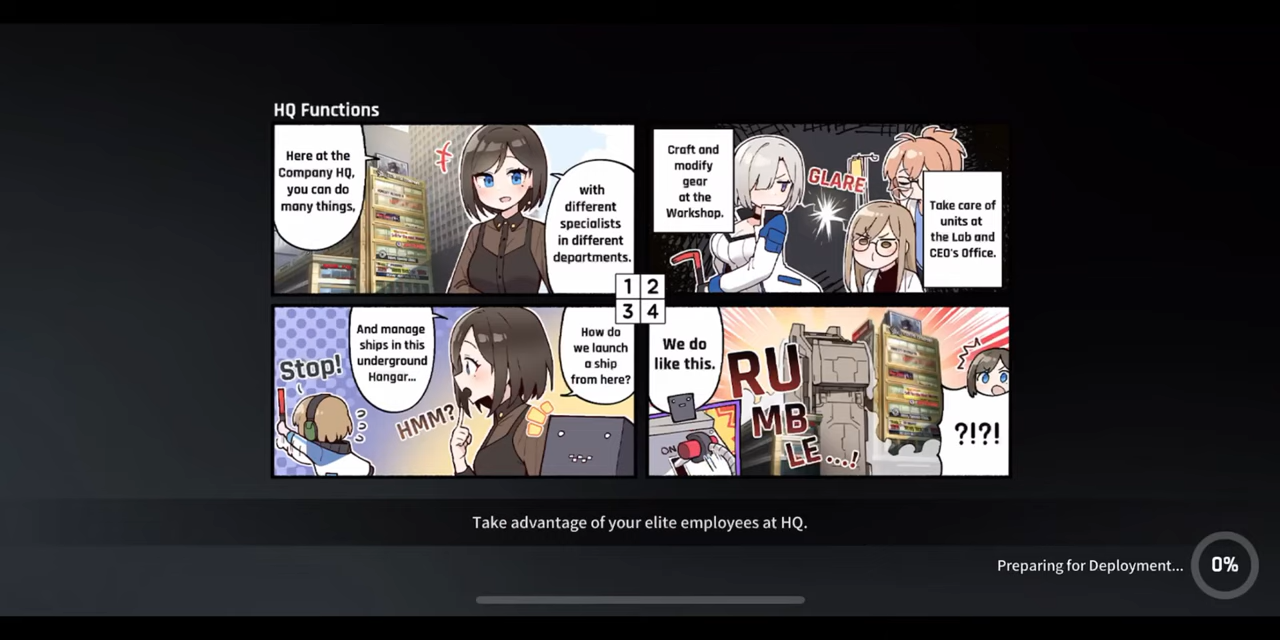 HQ Functions
Here at the
Company HQ,
you can do
many things,
with
different
specialists
in different
departments.
Craft and
modify
gear
at the
Workshop.
GLARE
Take care of
units at
the Lab and
CEO's Office.
1 2
3 4
Stop!
And manage
ships in this
underground
Hangar...
HMM?
How do
we launch
a ship
from here?
We do
like this.
ON
RU
MB
LE...!
?!?!
Take advantage of your elite employees at HQ.
Preparing for Deployment...
0%